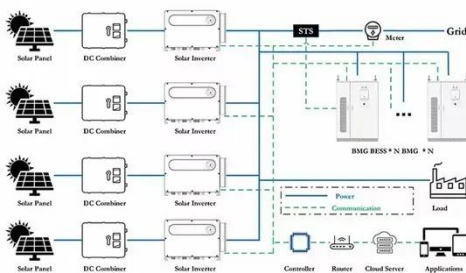 STS
Meter
Grid
Solar Panel DC Combiner Solar Inverter
Solar Panel DC Combiner Solar Inverter
BMG BESS * N BMG * N
Solar Panel DC Combiner Solar Inverter
Power
Communication
Load
Solar Panel DC Combiner Solar Inverter
Controller Router Cloud Server Applications